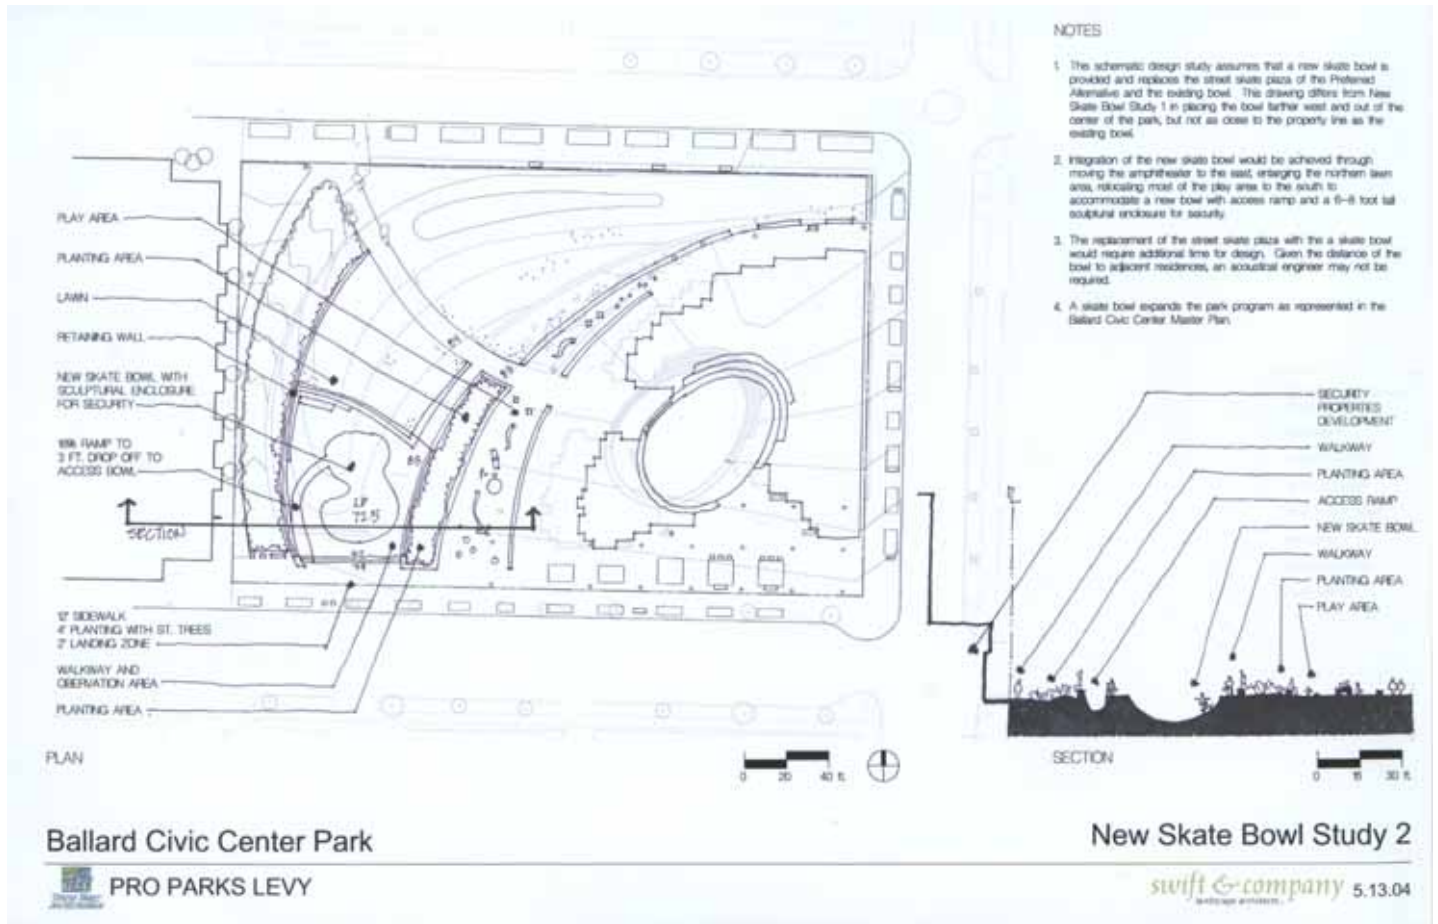 NOTES
1. This schematic design study assumes that a new skate bowl is
provided and replaces the street skate plaza of the Preferred
Alternative and the existing bowl. This drawing differs from New
Skate Bowl Study 1 in placing the bowl farther west and out of the
center of the park, but not as close to the property line as the
existing bowl.
2. Integration of the new skate bowl would be achieved through
moving the amphitheater to the east, enlarging the northern lawn
area, relocating most of the play area to the south to
accommodate a new bowl with access ramp and a 6-8 foot tall
sculptural enclosure for security.
3. The replacement of the street skate plaza with the a skate bowl
would require additional time for design. Given the distance of the
bowl to adjacent residences, an acoustical engineer may not be
required.
4. A skate bowl expands the park program as represented in the
Ballard Civic Center Master Plan.
PLAY AREA
PLANTING AREA
LAWN
RETAINING WALL
NEW SKATE BOWL WITH
SCULPTURAL ENCLOSURE
FOR SECURITY
RAMP TO
3 FT. DROP OFF TO
ACCESS BOWL
SECTION
LF
72.5
12' SIDEWALK
4' PLANTING WITH ST. TREES
2' LANDING ZONE
WALKWAY AND
OBERVATION AREA
PLANTING AREA
SECURITY
PROPERTIES
DEVELOPMENT
WALKWAY
PLANTING AREA
ACCESS RAMP
NEW SKATE BOWL
WALKWAY
PLANTING AREA
PLAY AREA
PLAN
0 20 40 ft.
SECTION
0 15 30 ft.
Ballard Civic Center Park
New Skate Bowl Study 2
PRO PARKS LEVY
swift & company
landscape architects
5.13.04